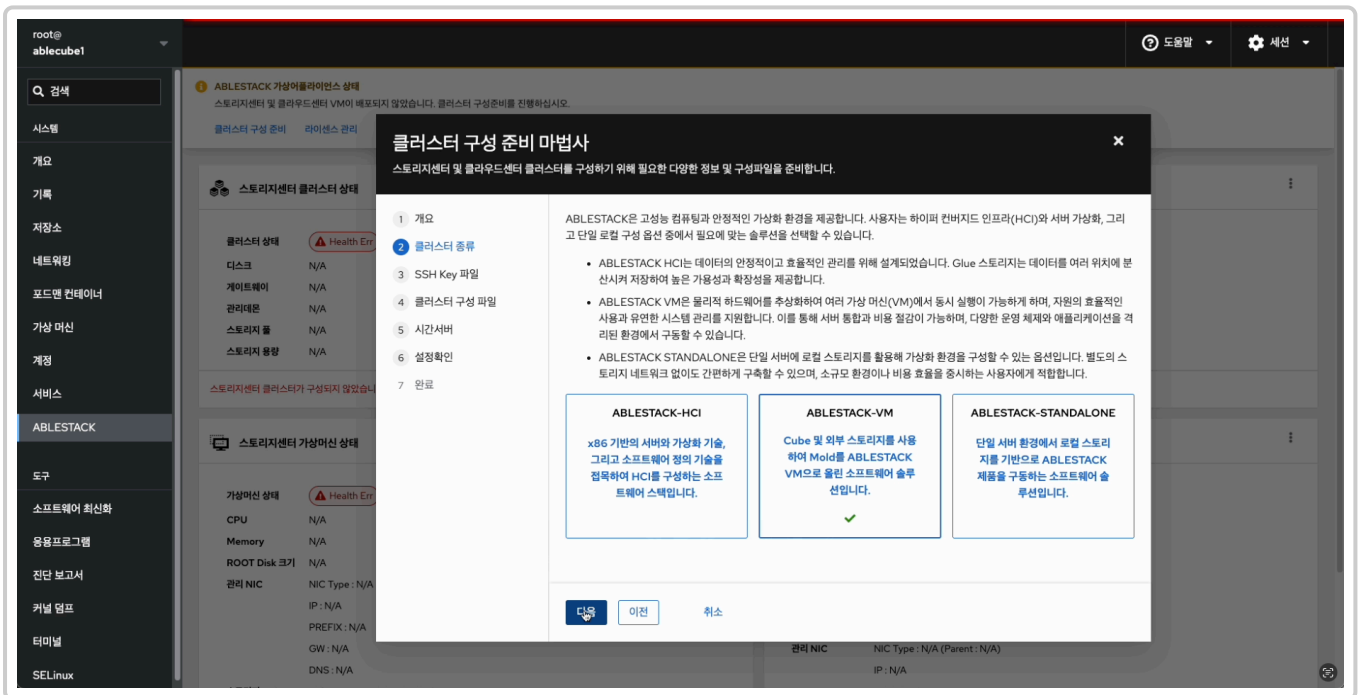 root@
ablecube1
도움말
세션
검색
시스템
개요
기록
저장소
네트워킹
포드맨 컨테이너
가상 머신
계정
서비스
ABLESTACK
도구
소프트웨어 최신화
응용프로그램
진단 보고서
커널 덤프
터미널
SELinux
ABLESTACK 가상어플라이언스 상태
스토리지센터 및 클라우드센터 VM이 배포되지 않았습니다. 클러스터 구성준비를 진행하십시오.
클러스터 구성 준비 라이센스 관리
스토리지센터 클러스터 상태
클러스터 상태 Health Err
디스크 N/A
게이트웨이 N/A
관리데몬 N/A
스토리지 풀 N/A
스토리지 용량 N/A
스토리지센터 클러스터가 구성되지 않았습니
스토리지센터 가상머신 상태
가상머신 상태 Health Err
CPU N/A
Memory N/A
ROOT Disk 크기 N/A
관리 NIC NIC Type : N/A
IP : N/A
PREFIX : N/A
GW : N/A
DNS : N/A
클러스터 구성 준비 마법사
스토리지센터 및 클라우드센터 클러스터를 구성하기 위해 필요한 다양한 정보 및 구성파일을 준비합니다.
1 개요
2 클러스터 종류
3 SSH Key 파일
4 클러스터 구성 파일
5 시간서버
6 설정확인
7 완료
ABLESTACK은 고성능 컴퓨팅과 안정적인 가상화 환경을 제공합니다. 사용자는 하이퍼 컨버지드 인프라(HCI)와 서버 가상화, 그리
고 단일 로컬 구성 옵션 중에서 필요에 맞는 솔루션을 선택할 수 있습니다.
• ABLESTACK HCI는 데이터의 안정적이고 효율적인 관리를 위해 설계되었습니다. Glue 스토리지는 데이터를 여러 위치에 분
산시켜 저장하여 높은 가용성과 확장성을 제공합니다.
• ABLESTACK VM은 물리적 하드웨어를 추상화하여 여러 가상 머신(VM)에서 동시 실행이 가능하게 하며, 자원의 효율적인
사용과 유연한 시스템 관리를 지원합니다. 이를 통해 서버 통합과 비용 절감이 가능하며, 다양한 운영 체제와 애플리케이션을 격
리된 환경에서 구동할 수 있습니다.
• ABLESTACK STANDALONE은 단일 서버에 로컬 스토리지를 활용해 가상화 환경을 구성할 수 있는 옵션입니다. 별도의 스
토리지 네트워크 없이도 간편하게 구축할 수 있으며, 소규모 환경이나 비용 효율을 중시하는 사용자에게 적합합니다.
ABLESTACK-HCI
x86 기반의 서버와 가상화 기술,
그리고 소프트웨어 정의 기술을
접목하여 HCI를 구성하는 소프
트웨어 스택입니다.
ABLESTACK-VM
Cube 및 외부 스토리지를 사용
하여 Mold를 ABLESTACK
VM으로 올린 소프트웨어 솔루
션입니다.
ABLESTACK-STANDALONE
단일 서버 환경에서 로컬 스토리
지를 기반으로 ABLESTACK
제품을 구동하는 소프트웨어 솔
루션입니다.
다음 이전 취소
관리 NIC NIC Type : N/A (Parent : N/A)
IP : N/A